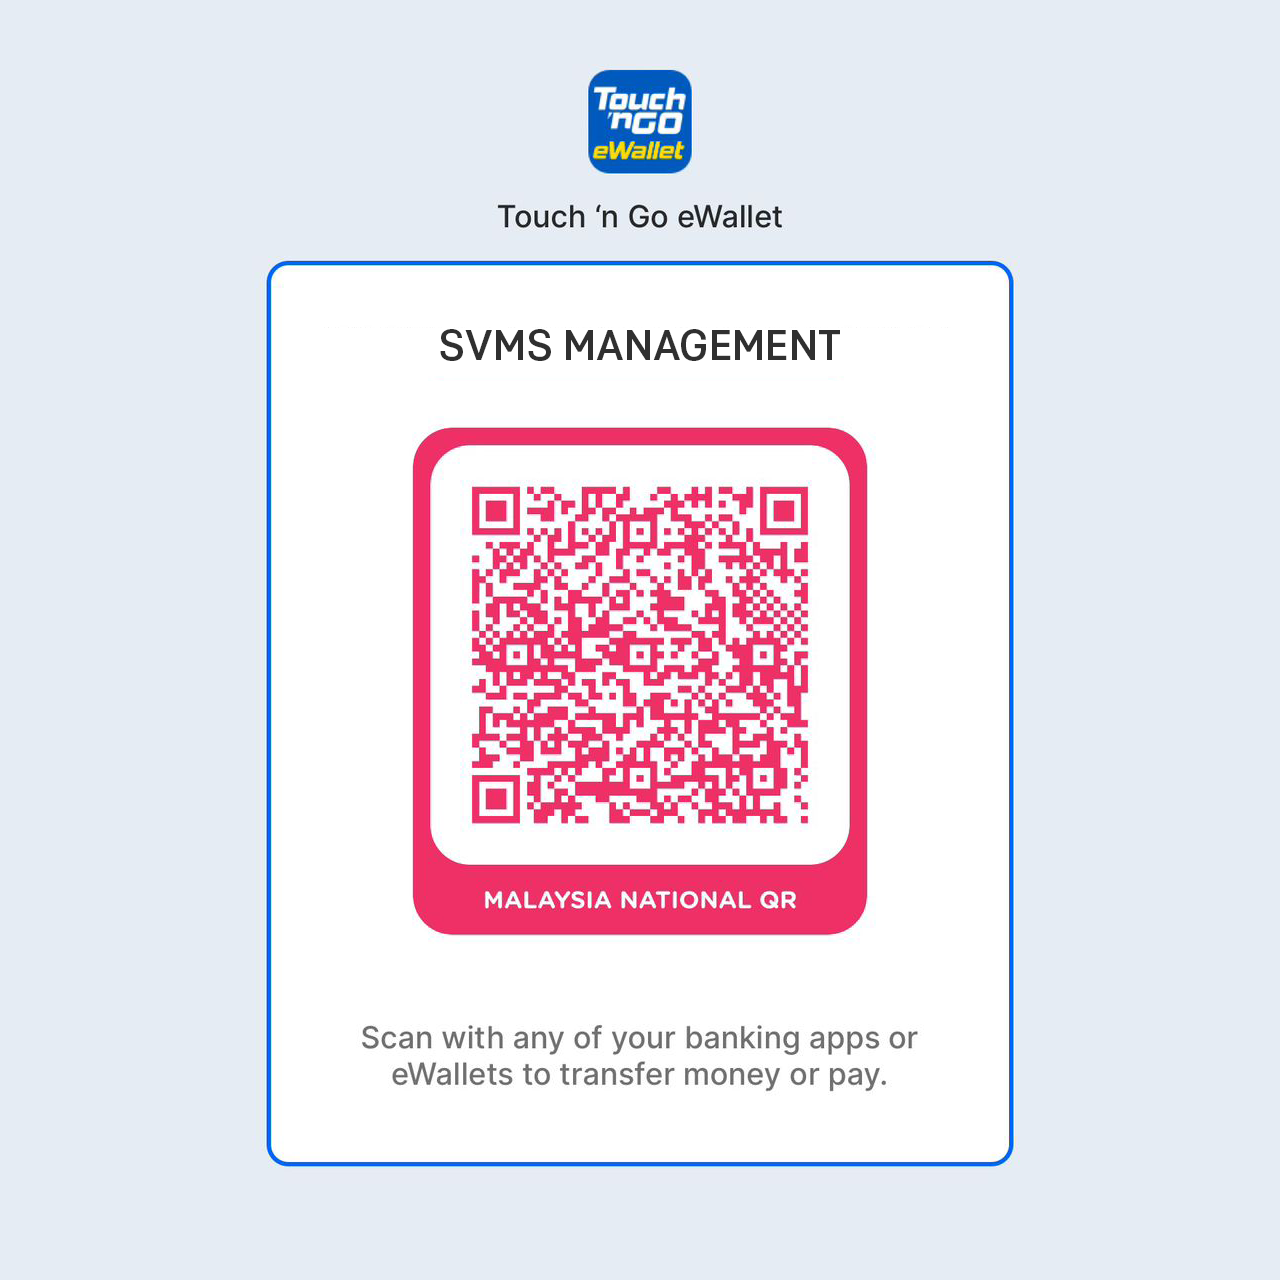 Touch
'nGO
eWallet
Touch ‘n Go eWallet
SVMS MANAGEMENT
MALAYSIA NATIONAL QR
Scan with any of your banking apps or
eWallets to transfer money or pay.